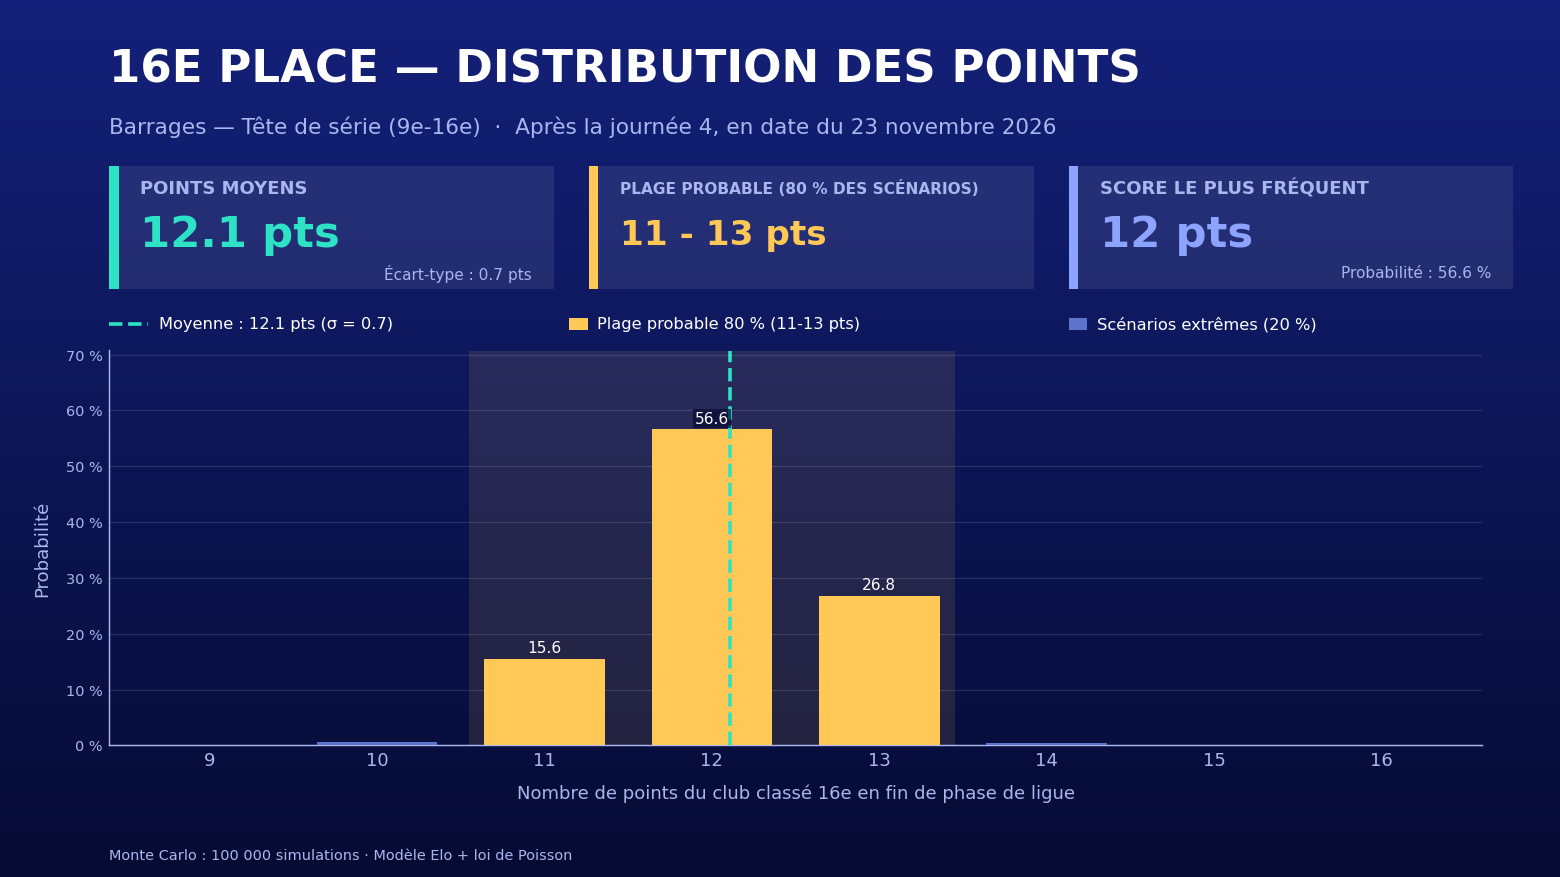 16E PLACE — DISTRIBUTION DES POINTS
Barrages — Tête de série (9e-16e)  ·  Après la journée 4, en date du 23 novembre 2026
POINTS MOYENS
12.1 pts
Écart-type : 0.7 pts
PLAGE PROBABLE (80 % DES SCÉNARIOS)
11 - 13 pts
SCORE LE PLUS FRÉQUENT
12 pts
Probabilité : 56.6 %
Moyenne : 12.1 pts (σ = 0.7)
Plage probable 80 % (11-13 pts)
Scénarios extrêmes (20 %)
Probabilité
70 %
60 %
50 %
40 %
30 %
20 %
10 %
0 %
15.6
56.6
26.8
9
10
11
12
13
14
15
16
Nombre de points du club classé 16e en fin de phase de ligue
Monte Carlo : 100 000 simulations · Modèle Elo + loi de Poisson